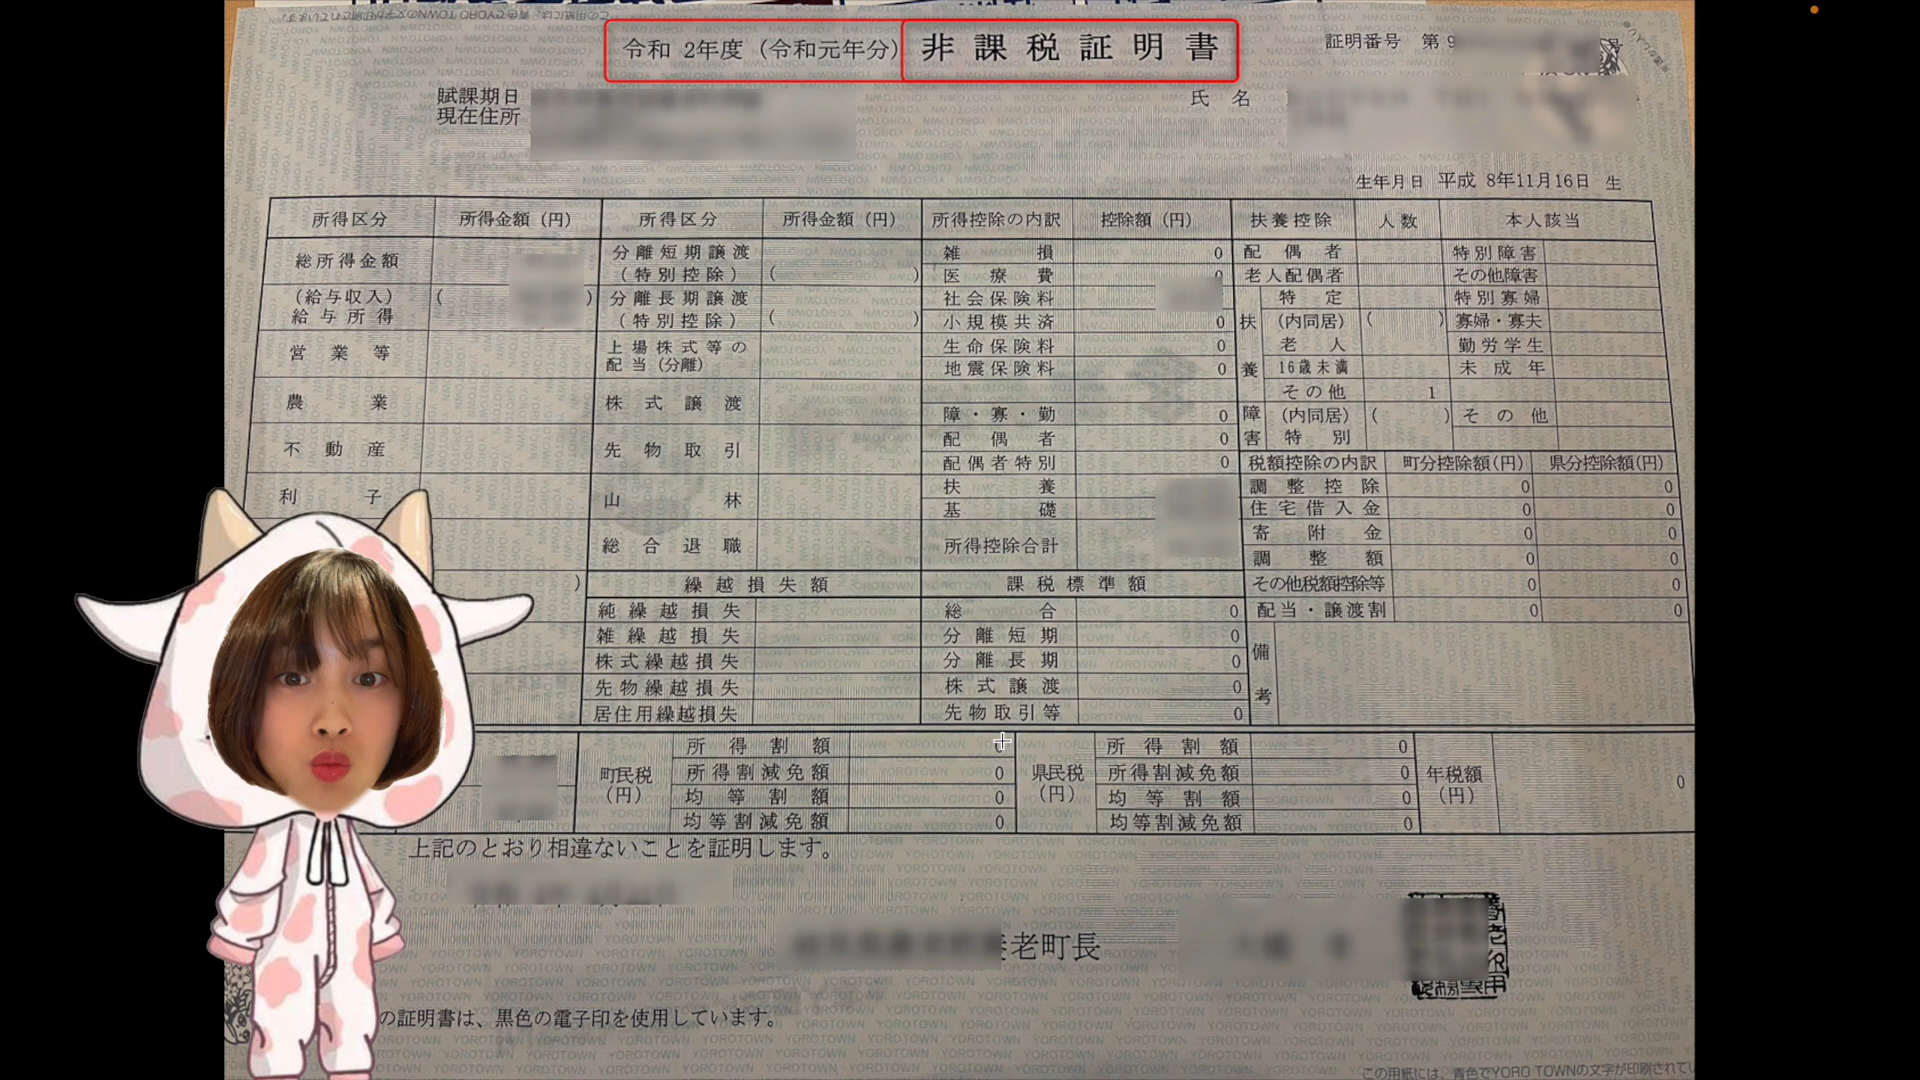 令和 2年度（令和元年分） 非課税証明書
証明番号 第 9 号
賦課期日
現在住所
氏 名
生年月日 平成 8年11月16日 生
所得区分 所得金額（円） 所得区分 所得金額（円） 所得控除の内訳 控除額（円） 扶養控除 人数 本人該当
総所得金額
（給与収入） ( )
給与所得
営業等
農業
不動産
利子
)
分離短期譲渡
（特別控除） ( )
分離長期譲渡
（特別控除） ( )
上場株式等の
配当（分離）
株式譲渡
先物取引
山林
総合退職
雑損 0
医療費 0
社会保険料
小規模共済 0
生命保険料 0
地震保険料 0
障・寡・勤 0
配偶者 0
配偶者特別 0
扶養
基礎
所得控除合計
配偶者
老人配偶者
扶養
特定
（内同居） ( )
老人
16歳未満
その他 1
障害
（内同居） ( )
特別
特別障害
その他障害
特別寡婦
寡婦・寡夫
勤労学生
未成年
その他
税額控除の内訳 町分控除額（円） 県分控除額（円）
調整控除 0 0
住宅借入金 0 0
寄附金 0 0
調整額 0 0
その他税額控除等 0 0
配当・譲渡割 0 0
繰越損失額
純繰越損失
雑繰越損失
株式繰越損失
先物繰越損失
居住用繰越損失
課税標準額
総合 0
分離短期 0
分離長期 0
株式譲渡 0
先物取引等 0
備考
町民税（円）
所得割額 0
所得割減免額 0
均等割額 0
均等割減免額 0
県民税（円）
所得割額 0
所得割減免額 0
均等割額 0
均等割減免額 0
年税額（円） 0
上記のとおり相違ないことを証明します。
老町長
の証明書は、黒色の電子印を使用しています。
この用紙には、青色でYORO TOWNの文字が印刷されてい